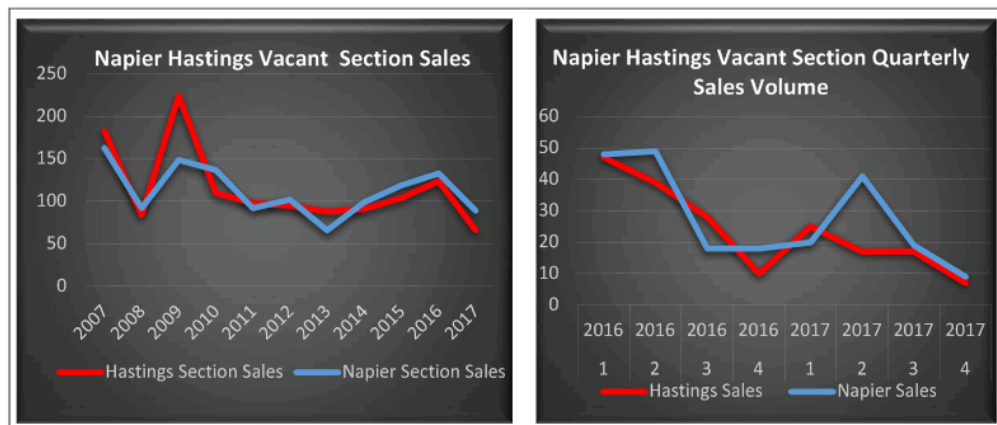 Napier Hastings Vacant Section Sales
250
200
150
100
50
0
2007 2008 2009 2010 2011 2012 2013 2014 2015 2016 2017
Hastings Section Sales Napier Section Sales
Napier Hastings Vacant Section Quarterly
Sales Volume
60
50
40
30
20
10
0
2016 2016 2016 2016 2017 2017 2017 2017
1 2 3 4 1 2 3 4
Hastings Sales Napier Sales